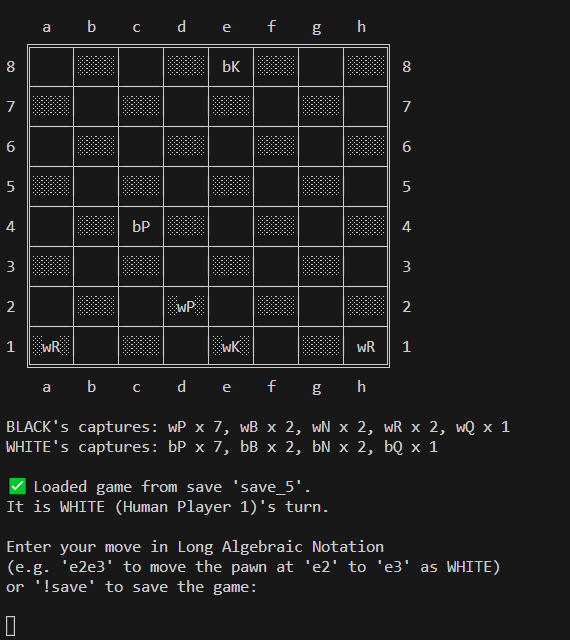 a b c d e f g h
8 bK 8
7 7
6 6
5 5
4 bP 4
3 3
2 wP 2
1 wR wK wR 1
a b c d e f g h
BLACK's captures: wP x 7, wB x 2, wN x 2, wR x 2, wQ x 1
WHITE's captures: bP x 7, bB x 2, bN x 2, bQ x 1
✅ Loaded game from save 'save_5'.
It is WHITE (Human Player 1)'s turn.
Enter your move in Long Algebraic Notation
(e.g. 'e2e3' to move the pawn at 'e2' to 'e3' as WHITE)
or '!save' to save the game: